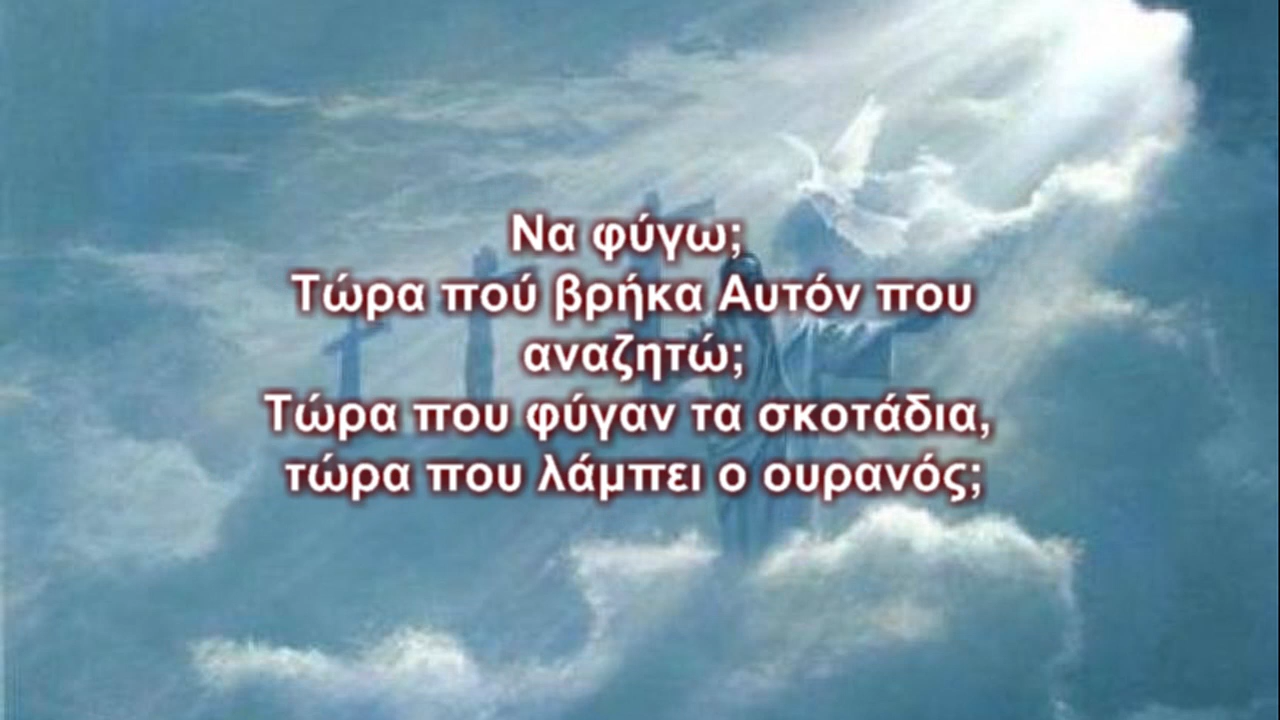 Να φύγω;
Τώρα πού βρήκα Αυτόν που
αναζητώ;
Τώρα που φύγαν τα σκοτάδια,
τώρα που λάμπει ο ουρανός;